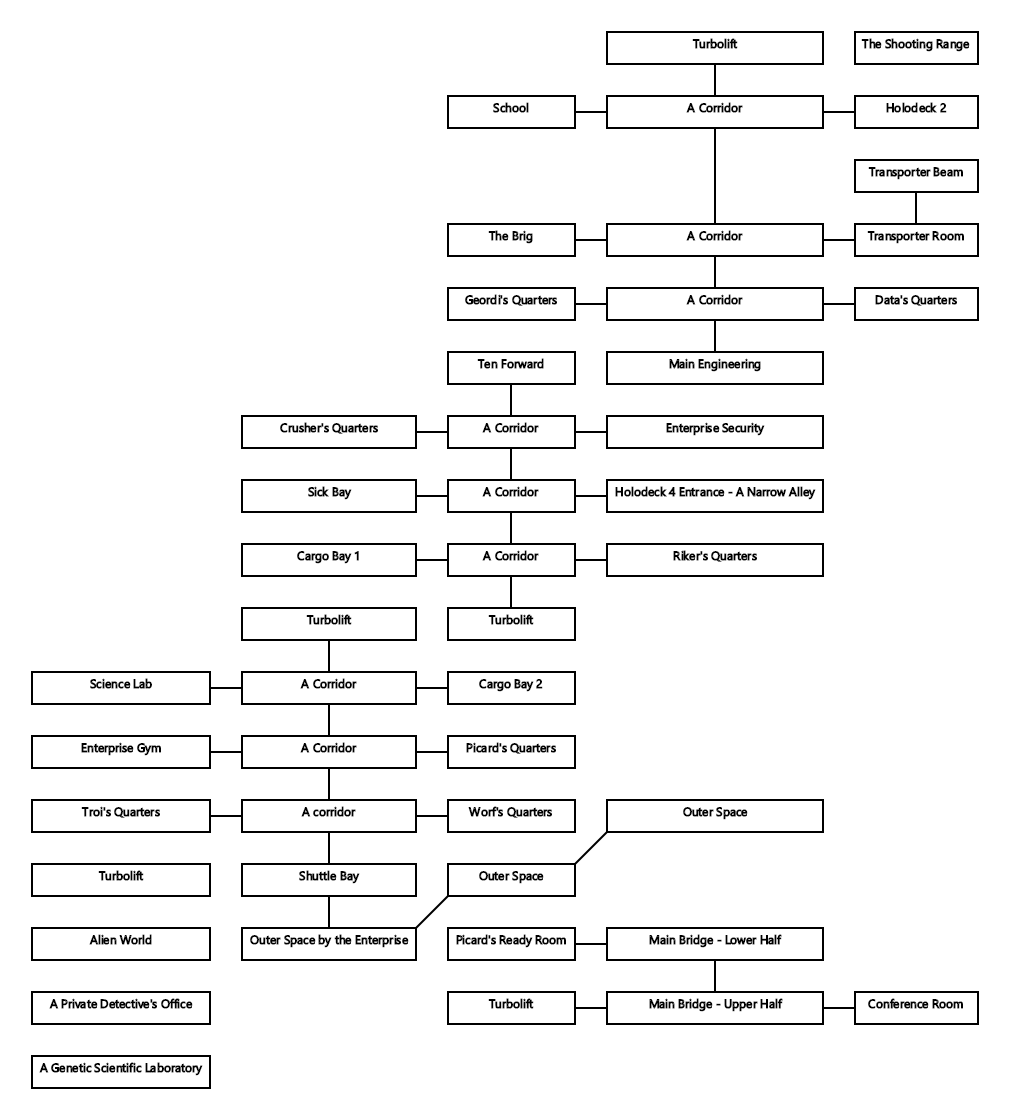 Turbolift
The Shooting Range
School
A Corridor
Holodeck 2
Transporter Beam
The Brig
A Corridor
Transporter Room
Geordi's Quarters
A Corridor
Data's Quarters
Ten Forward
Main Engineering
Crusher's Quarters
A Corridor
Enterprise Security
Sick Bay
A Corridor
Holodeck 4 Entrance - A Narrow Alley
Cargo Bay 1
A Corridor
Riker's Quarters
Turbolift
Turbolift
Science Lab
A Corridor
Cargo Bay 2
Enterprise Gym
A Corridor
Picard's Quarters
Troi's Quarters
A corridor
Worf's Quarters
Outer Space
Turbolift
Shuttle Bay
Outer Space
Alien World
Outer Space by the Enterprise
Picard's Ready Room
Main Bridge - Lower Half
A Private Detective's Office
Turbolift
Main Bridge - Upper Half
Conference Room
A Genetic Scientific Laboratory